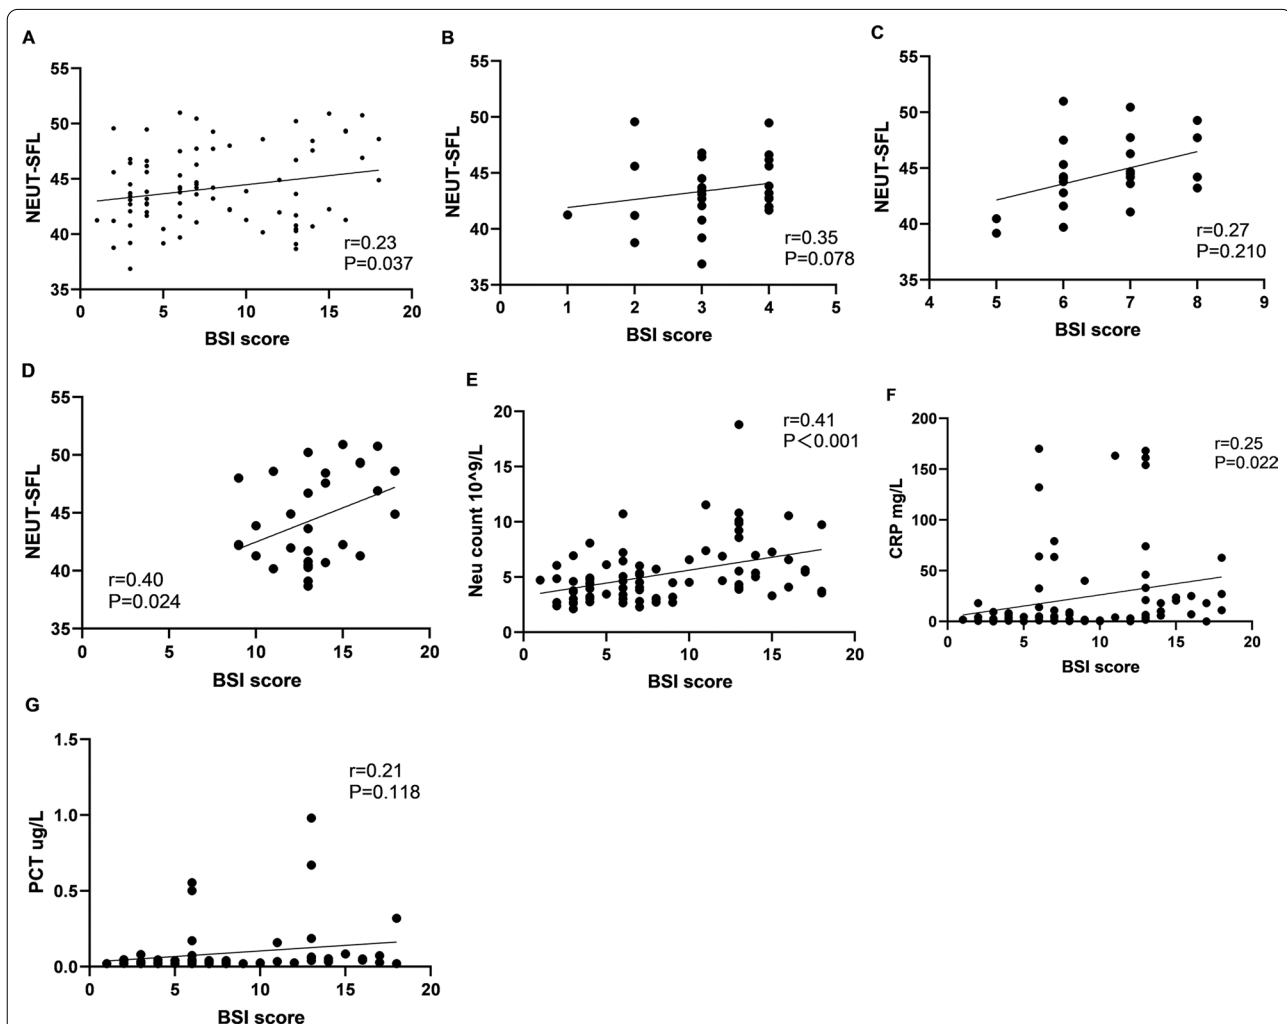 A
55
50
45
40
35
0
5
10
15
20
NEUT-SFL
BSI score
r=0.23
P=0.037
B
55
50
45
40
35
0
1
2
3
4
5
NEUT-SFL
BSI score
r=0.35
P=0.078
C
55
50
45
40
35
4
5
6
7
8
9
NEUT-SFL
BSI score
r=0.27
P=0.210
D
55
50
45
40
35
0
5
10
15
20
NEUT-SFL
BSI score
r=0.40
P=0.024
E
20
15
10
5
0
0
5
10
15
20
Neu count 10^9/L
BSI score
r=0.41
P<0.001
F
200
150
100
50
0
0
5
10
15
20
CRP mg/L
BSI score
r=0.25
P=0.022
G
1.5
1.0
0.5
0.0
0
5
10
15
20
PCT ug/L
BSI score
r=0.21
P=0.118